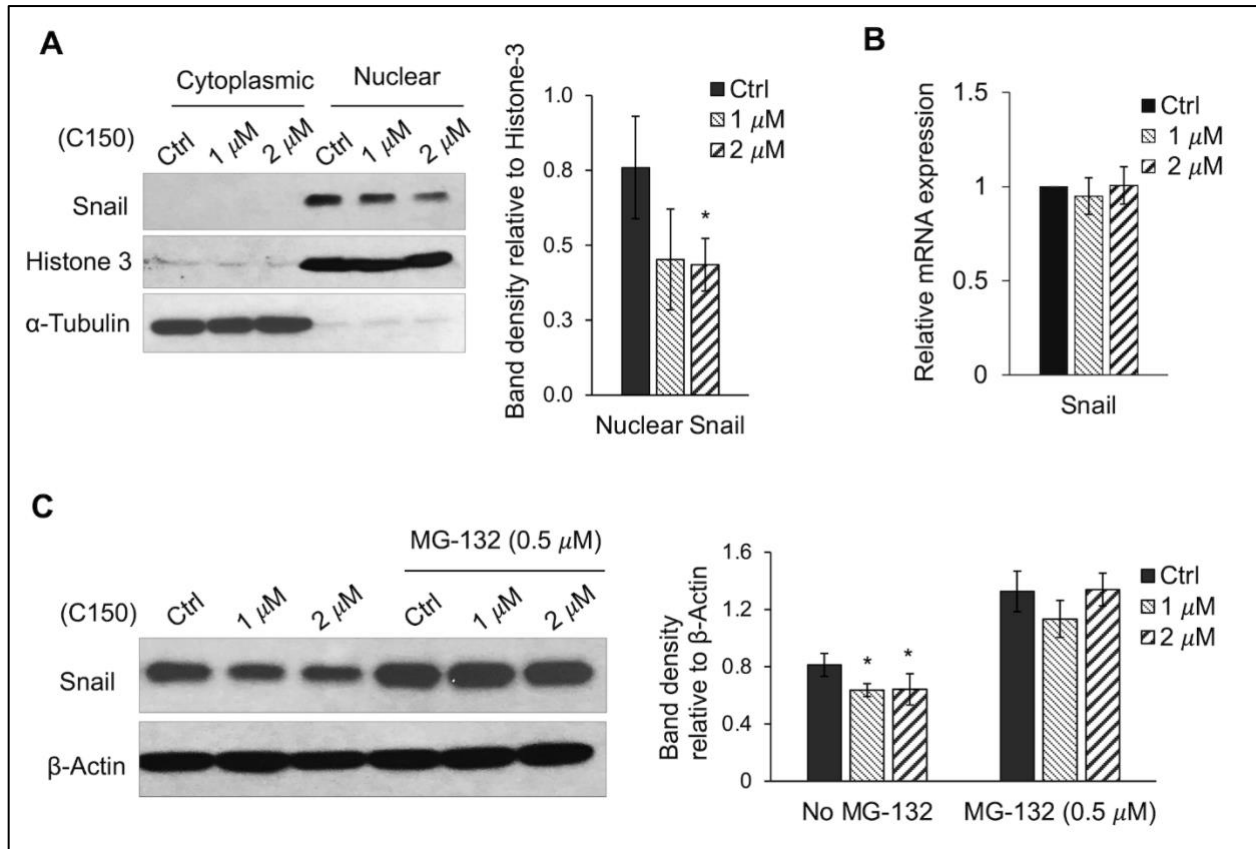 A
Cytoplasmic Nuclear
(C150) Ctrl 1 μM 2 μM Ctrl 1 μM 2 μM
Snail
Histone 3
α-Tubulin
Band density relative to Histone-3
1.0
0.8
0.5
0.3
0.0
*
Nuclear Snail
Ctrl
1 μM
2 μM
B
Relative mRNA expression
1.5
1
0.5
0
Snail
Ctrl
1 μM
2 μM
C
MG-132 (0.5 μM)
(C150) Ctrl 1 μM 2 μM Ctrl 1 μM 2 μM
Snail
β-Actin
Band density
relative to β-Actin
1.6
1.2
0.8
0.4
0
* *
No MG-132 MG-132 (0.5 μM)
Ctrl
1 μM
2 μM